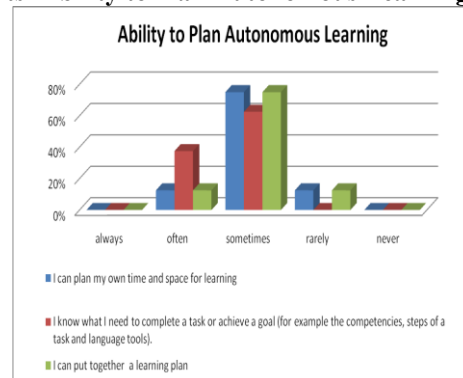 Ability to Plan Autonomous Learning
80%
60%
40%
20%
0%
always often sometimes rarely never
I can plan my own time and space for learning
I know what I need to complete a task or achieve a goal (for example the competencies, steps of a
task and language tools).
I can put together a learning plan